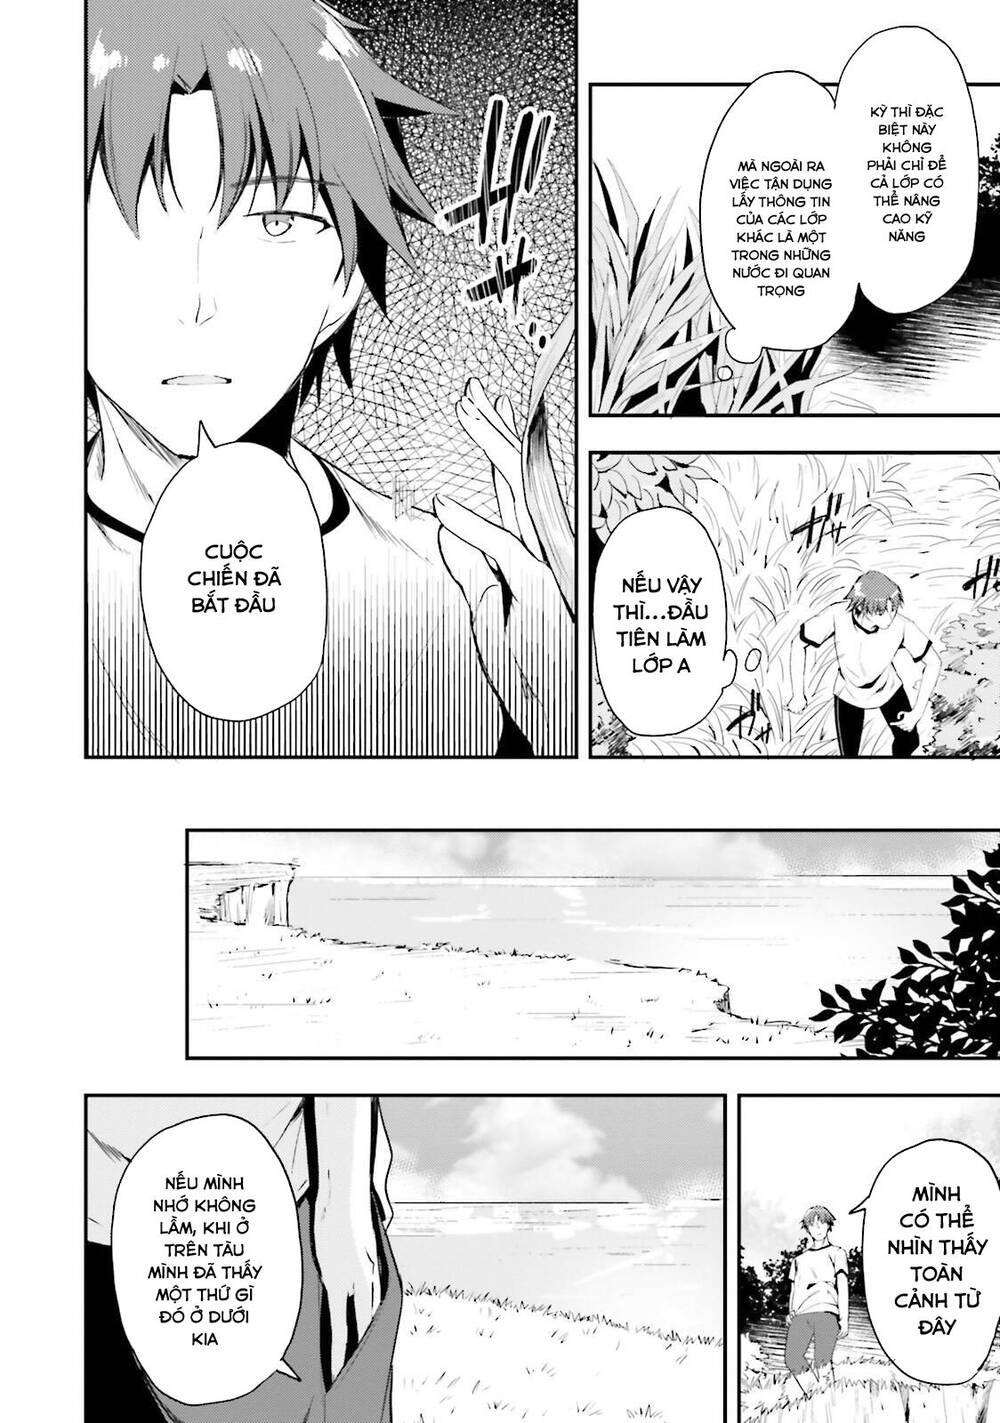 KỲ THI ĐẶC
BIỆT NÀY
KHÔNG
PHẢI CHỈ ĐỂ
CẢ LỚP CÓ
THỂ NÂNG
CAO KỸ
NĂNG
MÀ NGOÀI RA
VIỆC TẬN DỤNG
LẤY THÔNG TIN
CỦA CÁC LỚP
KHÁC LÀ MỘT
TRONG NHỮNG
NƯỚC ĐI QUAN
TRỌNG
NẾU VẬY
THÌ...ĐẦU
TIÊN LÀM
LỚP A
CUỘC
CHIẾN ĐÃ
BẮT ĐẦU
MÌNH
CÓ THỂ
NHÌN THẤY
TOÀN
CẢNH TỪ
ĐÂY
NẾU MÌNH
NHỚ KHÔNG
LẦM, KHI Ở
TRÊN TÀU
MÌNH ĐÃ THẤY
MỘT THỨ GÌ
ĐÓ Ở DƯỚI
KIA